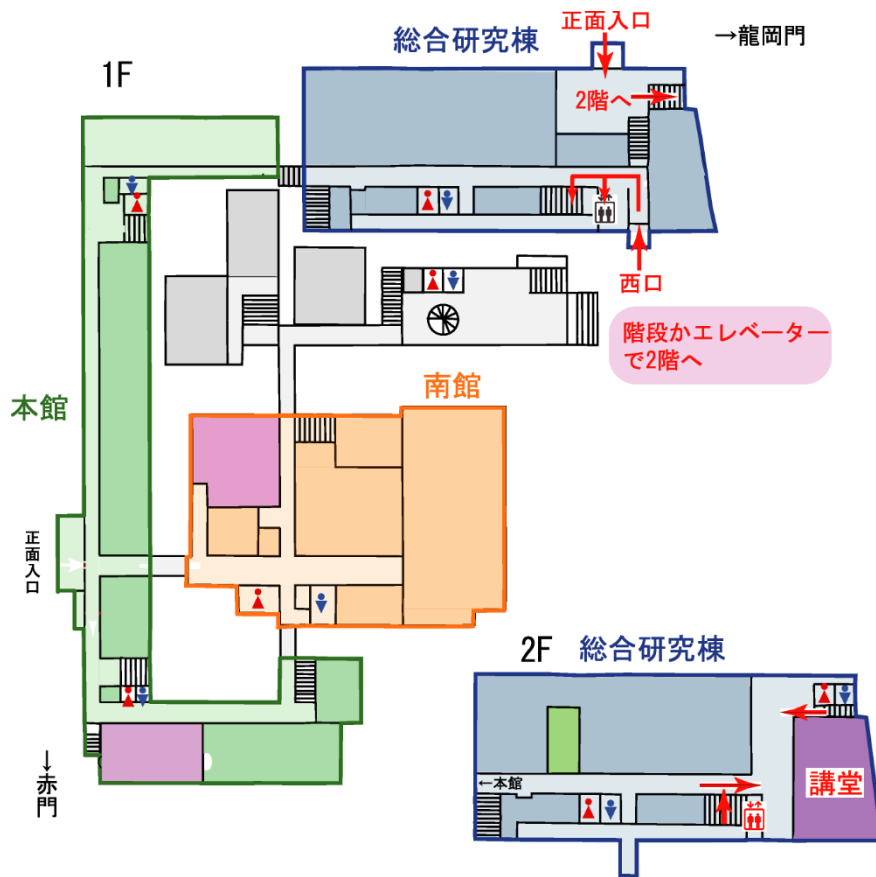 正面入口
総合研究棟
→龍岡門
1F
2階へ
西口
階段かエレベーター
で2階へ
南館
本館
正面入口
2F 総合研究棟
←本館
講堂
↓赤門